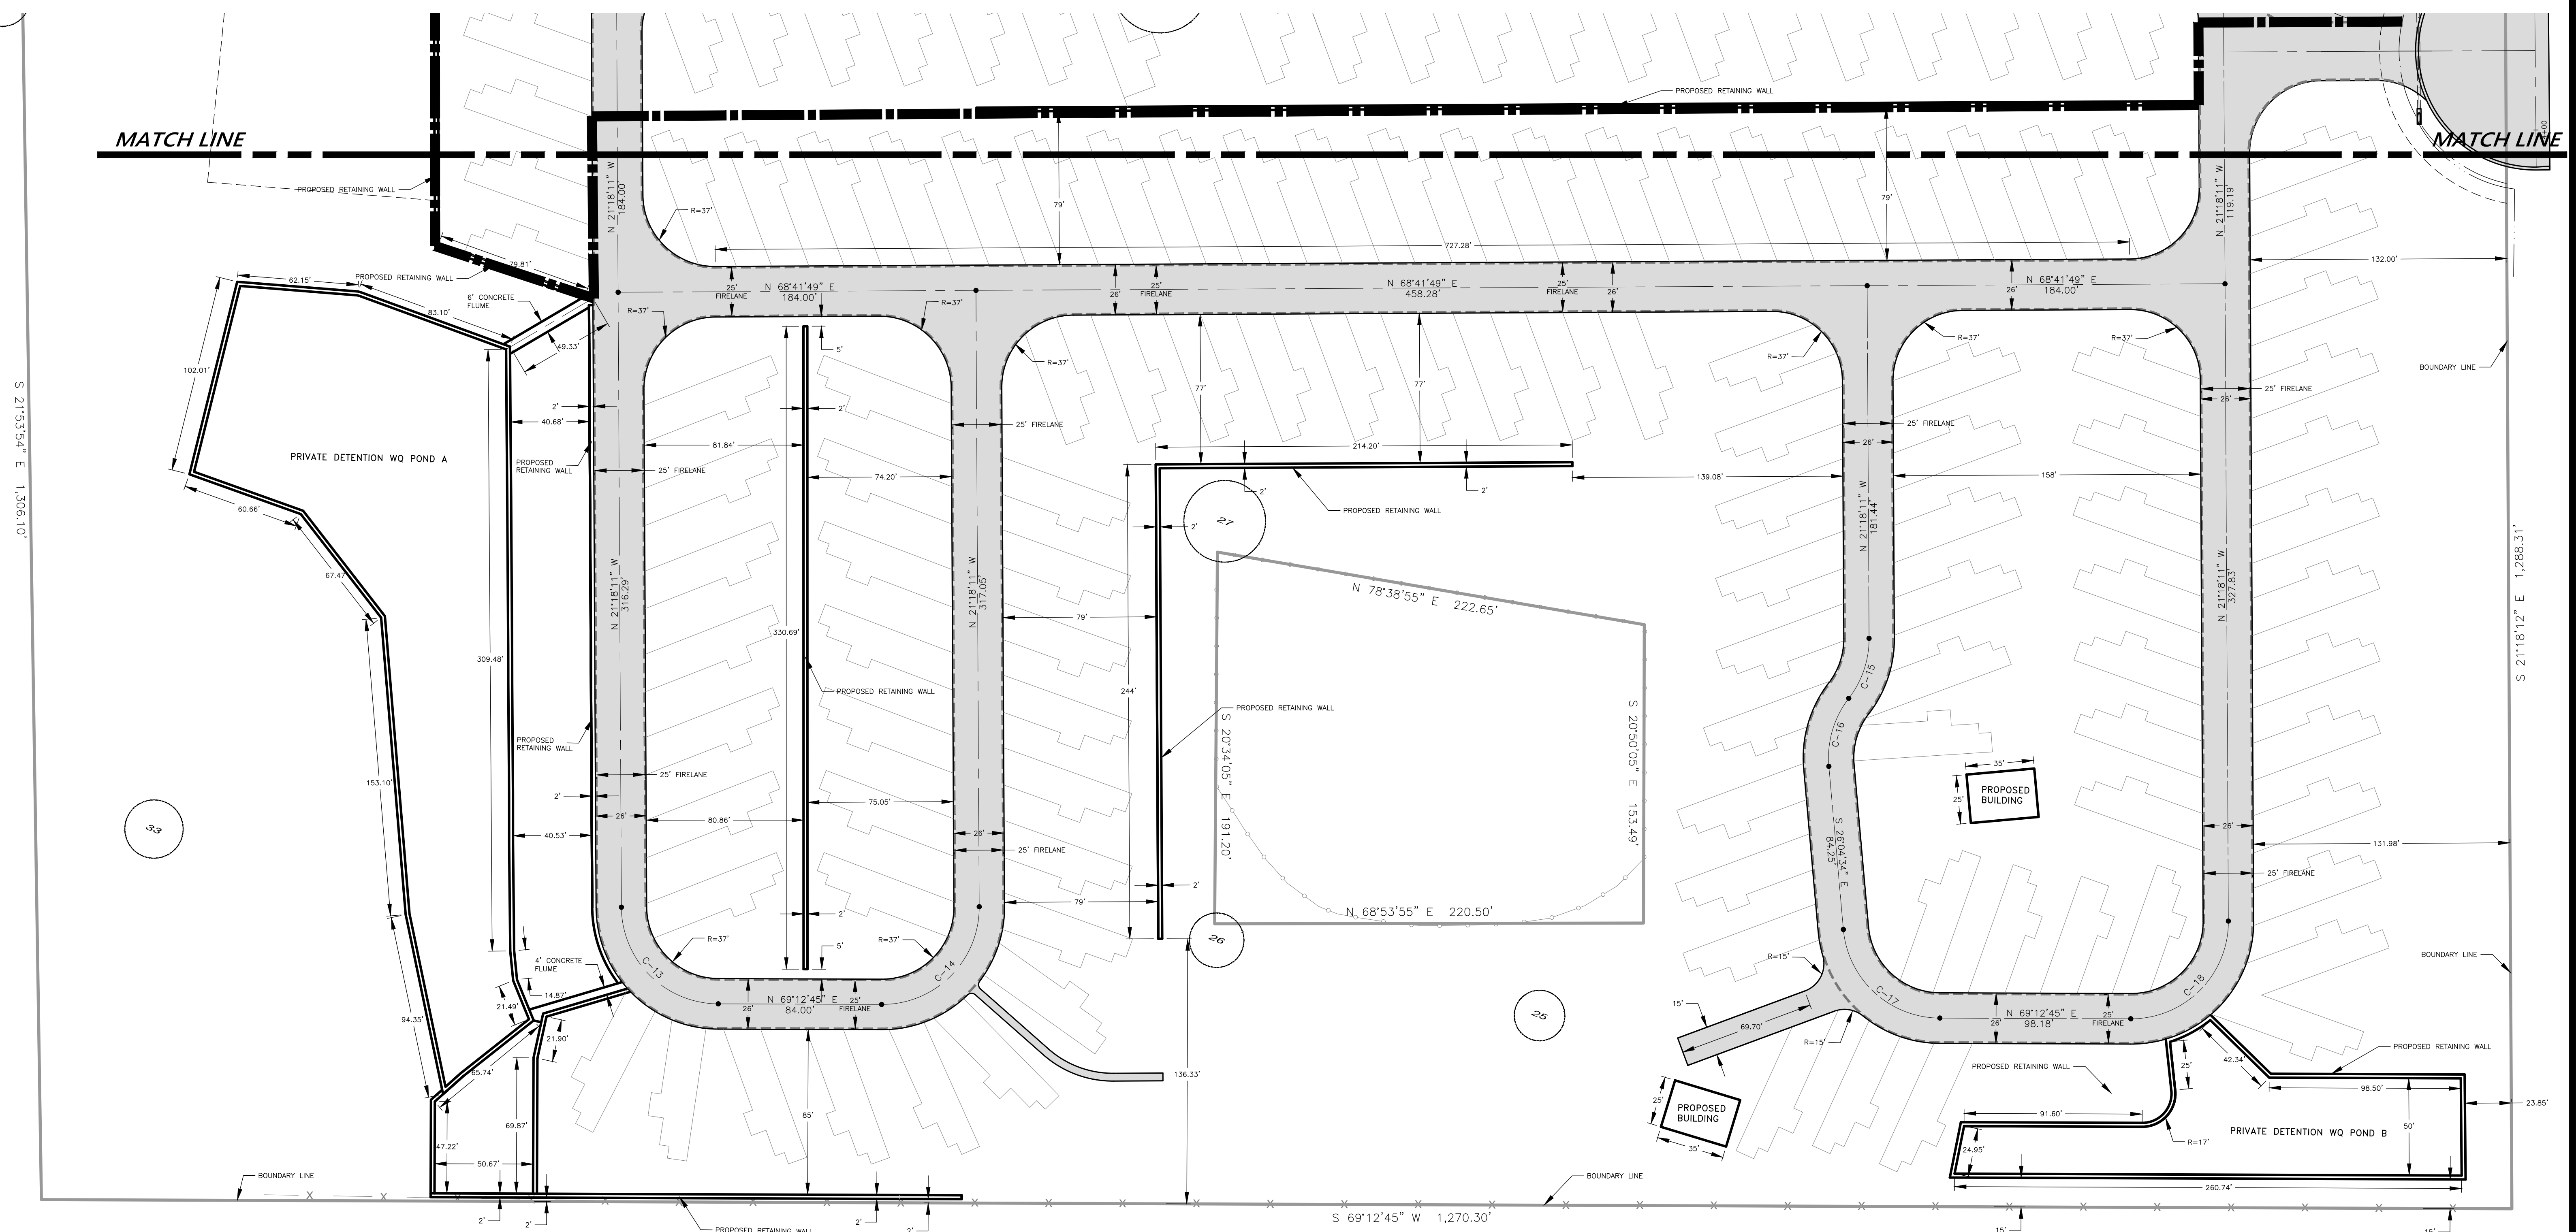 PROPOSED RETAINING WALL
MATCH LINE
MATCH LINE
+00
PROPOSED RETAINING WALL
N 21°18'11" W
184.00'
R=37'
79'
79'
N 21°18'11" W
119.19'
727.28'
132.00'
79.81'
PROPOSED RETAINING WALL
62.15'
6' CONCRETE
FLUME
83.10'
49.33'
25'
FIRELANE
N 68°41'49" E
184.00'
R=37'
R=37'
26'
25'
FIRELANE
N 68°41'49" E
458.28'
25'
FIRELANE
26'
26'
N 68°41'49" E
184.00'
R=37'
R=37'
R=37'
R=37'
5'
102.01'
S 21°53'54" E 1,306.10'
BOUNDARY LINE
77'
77'
2'
2'
25' FIRELANE
26'
40.68'
25' FIRELANE
25' FIRELANE
26'
81.84'
214.20'
PRIVATE DETENTION WQ POND A
PROPOSED
RETAINING WALL
25' FIRELANE
74.20'
139.08'
158'
2'
2'
60.66'
PROPOSED RETAINING WALL
27
2'
N 21°18'11" W
181.44'
67.47'
N 21°18'11" W
316.29'
N 21°18'11" W
317.05'
N 21°18'11" W
327.83'
S 21°18'12" E 1,288.31'
N 78°38'55" E 222.65'
79'
330.69'
309.48'
C-15
PROPOSED RETAINING WALL
244'
PROPOSED RETAINING WALL
S 20°34'05" E 191.20'
S 20°50'05" E 153.49'
C-16
PROPOSED
RETAINING WALL
25' FIRELANE
35'
153.10'
25'
PROPOSED
BUILDING
2'
75.05'
33
26'
80.86'
26'
26'
40.53'
S 26°04'34" E
84.25'
131.98'
25' FIRELANE
25' FIRELANE
2'
79'
2'
N 68°53'55" E 220.50'
R=37'
R=37'
26
5'
BOUNDARY LINE
4' CONCRETE
FLUME
R=15'
C-13
C-14
C-18
C-17
14.87'
21.49'
N 69°12'45" E
84.00'
26'
25'
FIRELANE
15'
25
N 69°12'45" E
98.18'
26'
25'
FIRELANE
94.35'
69.70'
R=15'
21.90'
PROPOSED RETAINING WALL
42.34'
PROPOSED RETAINING WALL
25'
65.74'
136.33'
98.50'
25'
PROPOSED
BUILDING
23.85'
85'
91.60'
69.87'
50'
PRIVATE DETENTION WQ POND B
R=17'
47.22'
35'
24.95'
50.67'
BOUNDARY LINE
BOUNDARY LINE
260.74'
2'
2'
2'
2'
S 69°12'45" W 1,270.30'
PROPOSED RETAINING WALL
15'
15'